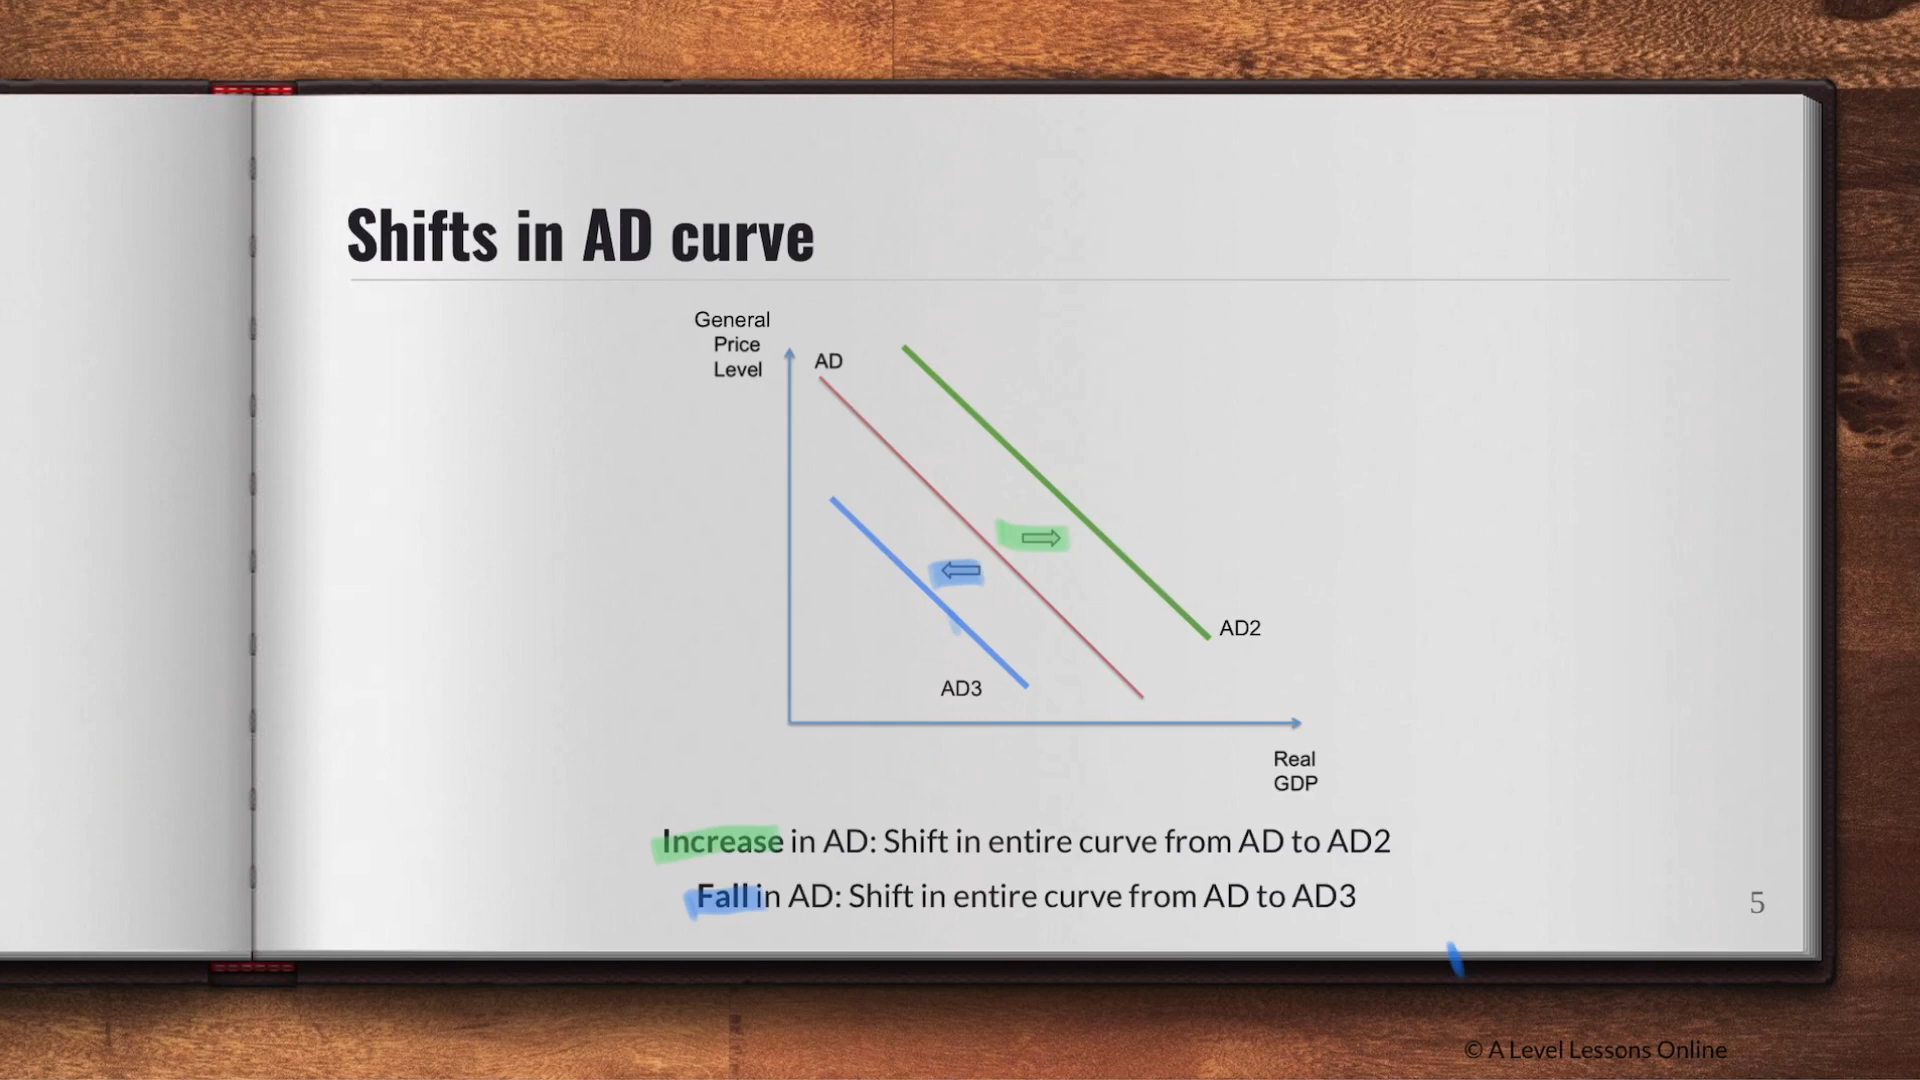 Shifts in AD curve
General
Price
Level
AD
AD2
AD3
Real
GDP
Increase in AD: Shift in entire curve from AD to AD2
Fall in AD: Shift in entire curve from AD to AD3
5
© A Level Lessons Online